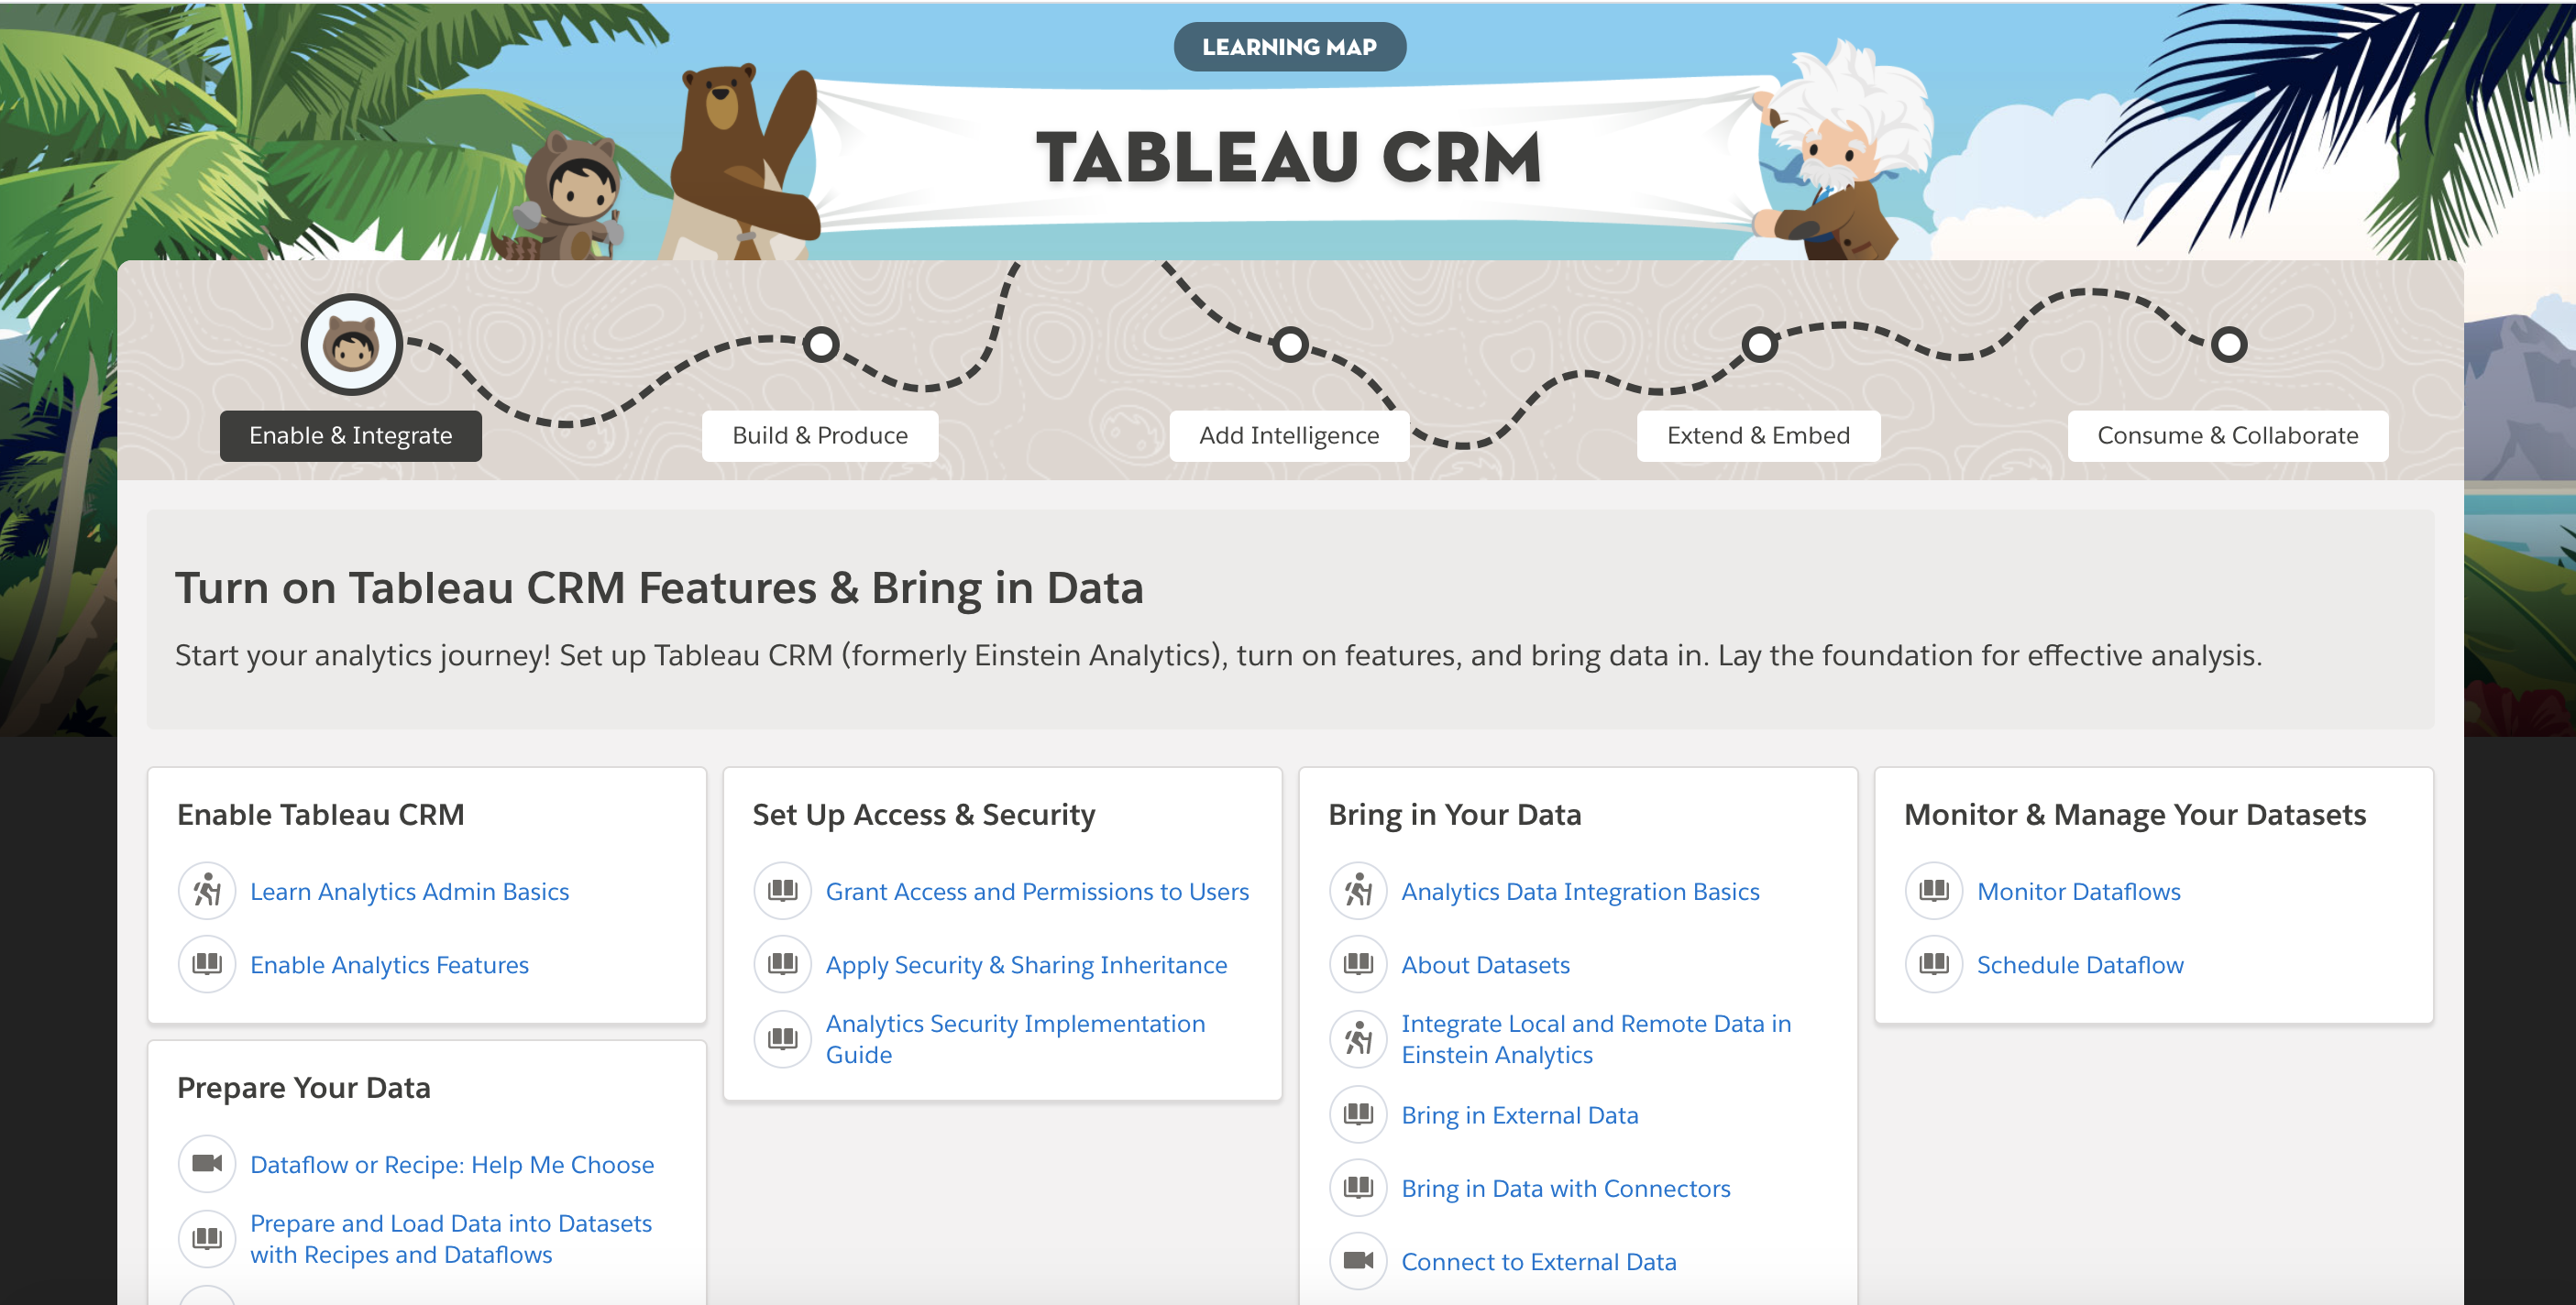 LEARNING MAP
TABLEAU CRM
Enable & Integrate
Build & Produce
Add Intelligence
Extend & Embed
Consume & Collaborate
Turn on Tableau CRM Features & Bring in Data
Start your analytics journey! Set up Tableau CRM (formerly Einstein Analytics), turn on features, and bring data in. Lay the foundation for effective analysis.
Enable Tableau CRM
Learn Analytics Admin Basics
Enable Analytics Features
Prepare Your Data
Dataflow or Recipe: Help Me Choose
Prepare and Load Data into Datasets
with Recipes and Dataflows
Set Up Access & Security
Grant Access and Permissions to Users
Apply Security & Sharing Inheritance
Analytics Security Implementation
Guide
Bring in Your Data
Analytics Data Integration Basics
About Datasets
Integrate Local and Remote Data in
Einstein Analytics
Bring in External Data
Bring in Data with Connectors
Connect to External Data
Monitor & Manage Your Datasets
Monitor Dataflows
Schedule Dataflow